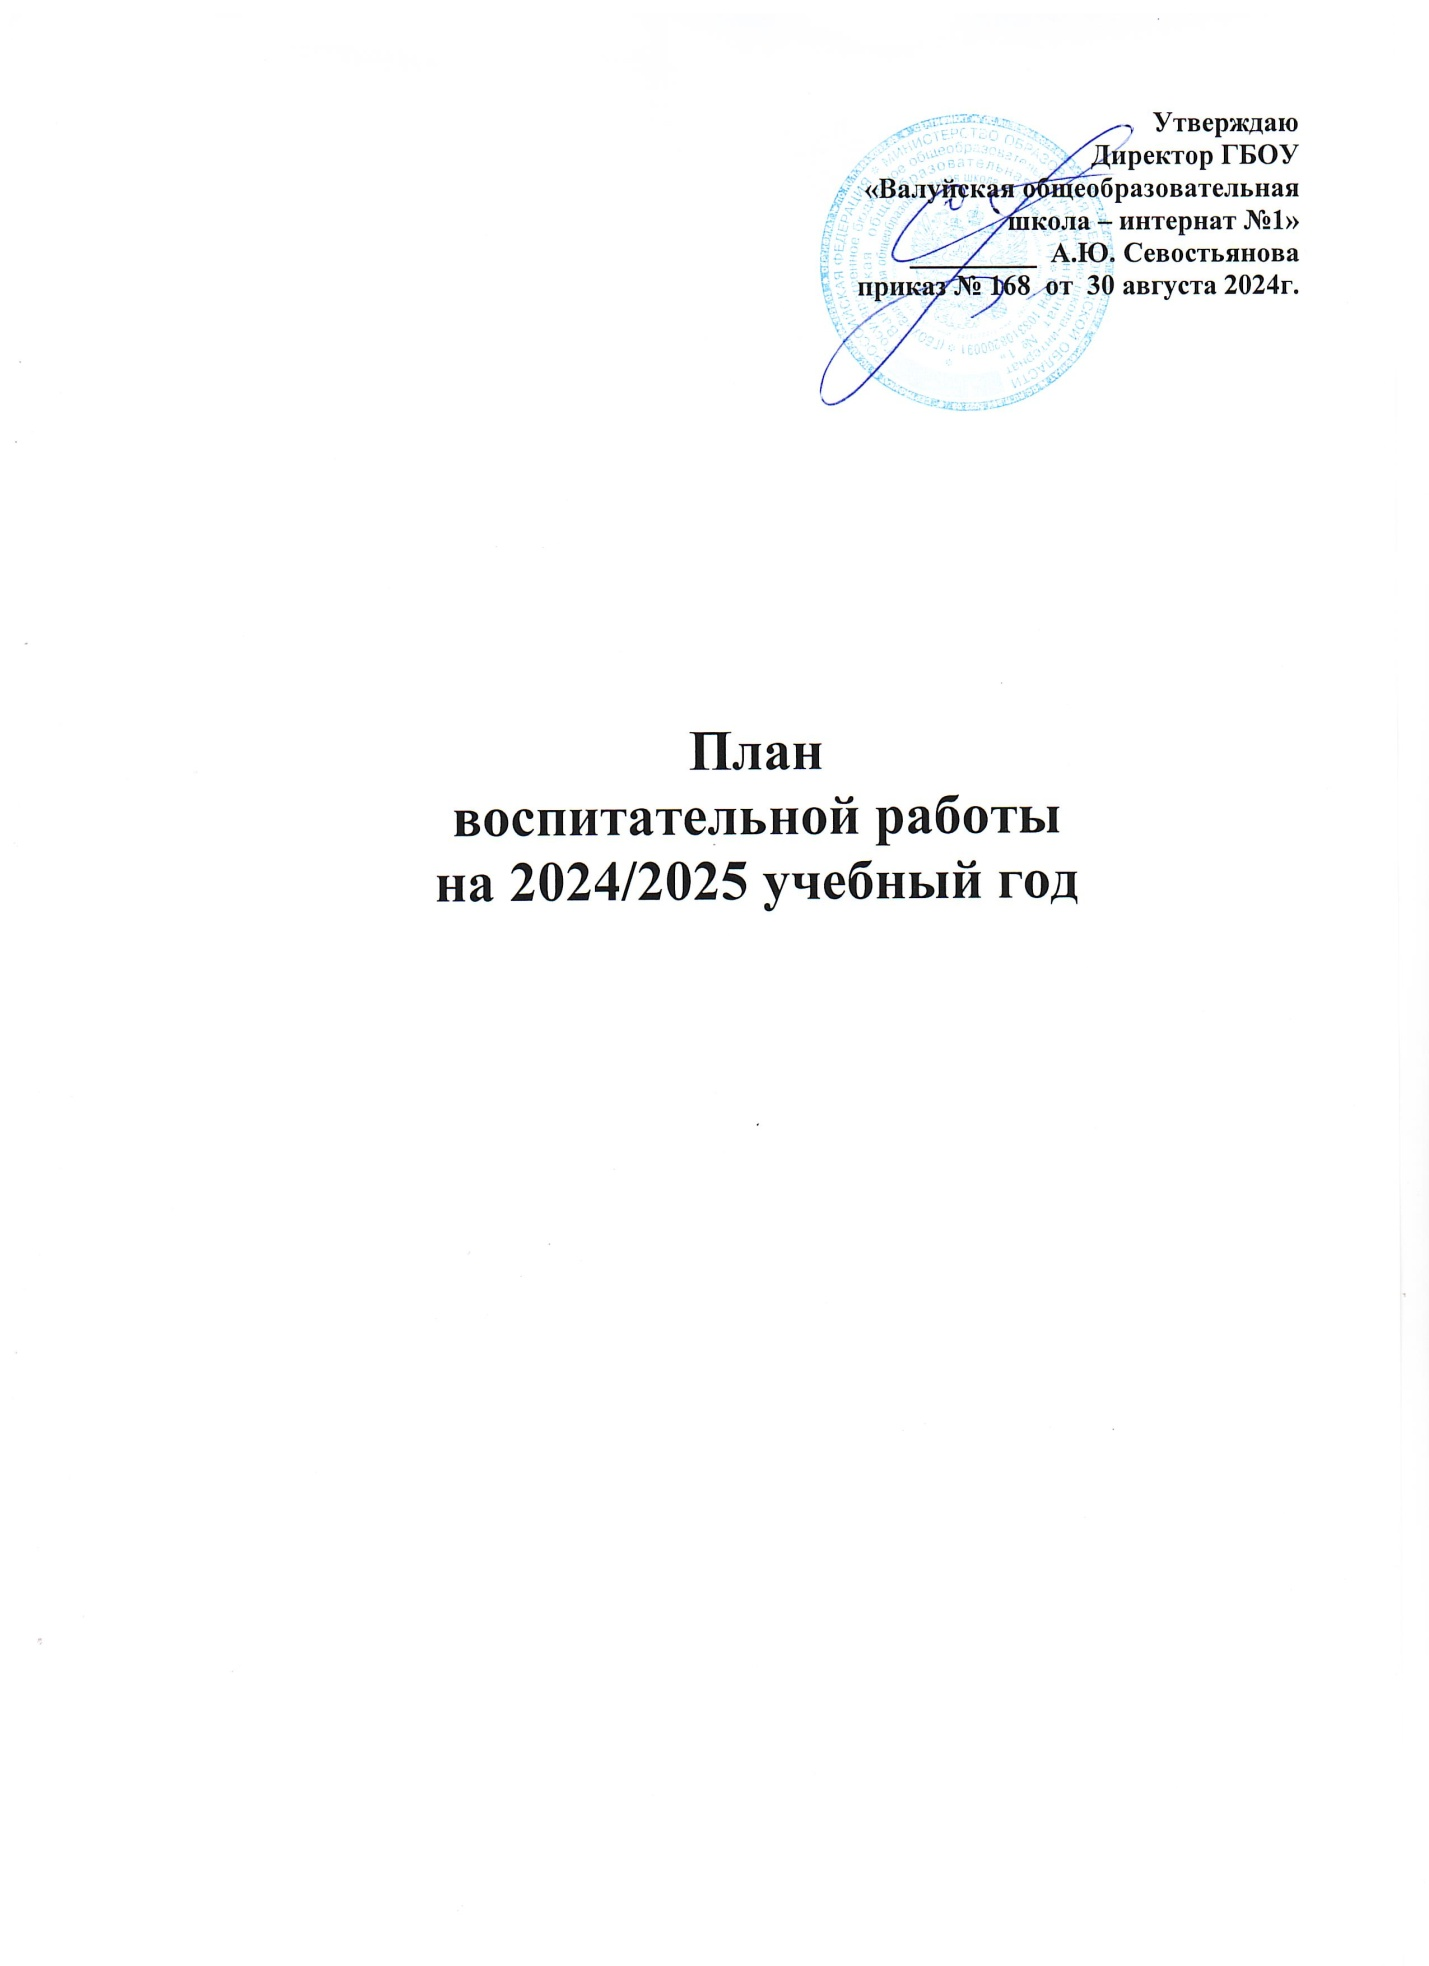 Утверждаю
Директор ГБОУ
«Валуйская общеобразовательная
школа – интернат №1»
_________ А.Ю. Севостьянова
приказ № 168 от 30 августа 2024г.
План
воспитательной работы
на 2024/2025 учебный год